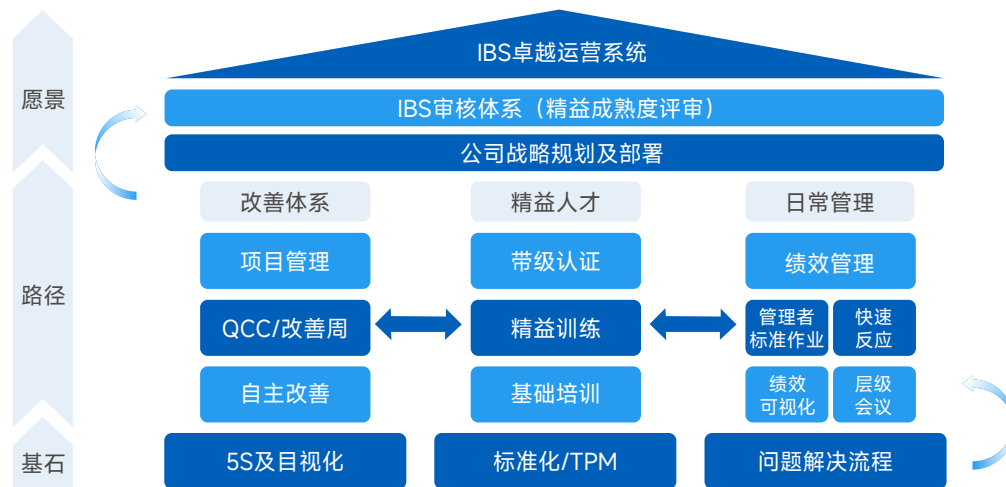 IBS卓越运营系统
愿景
IBS审核体系（精益成熟度评审）
公司战略规划及部署
改善体系
精益人才
日常管理
项目管理
带级认证
绩效管理
路径
QCC/改善周
精益训练
管理者
标准作业
快速
反应
自主改善
基础培训
绩效
可视化
层级
会议
基石
5S及目视化
标准化/TPM
问题解决流程